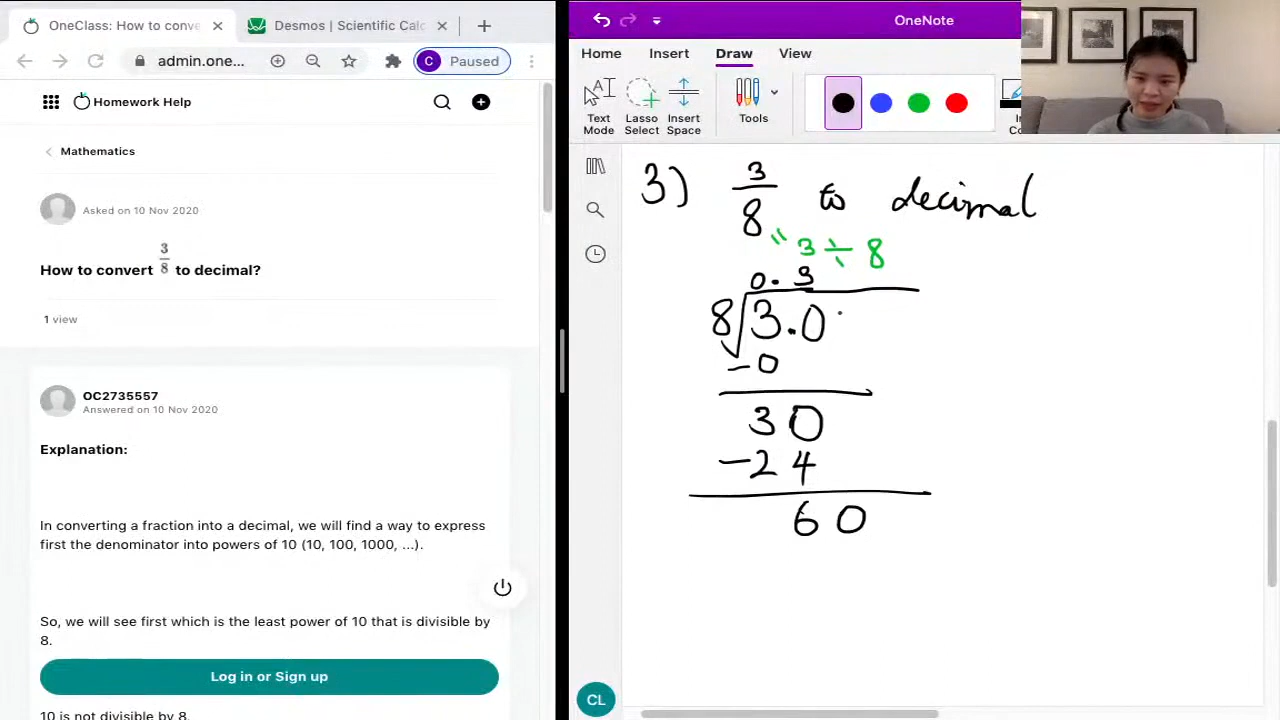 OneClass: How to conve
Desmos | Scientific Calc
admin.one...
C Paused
Homework Help
Mathematics
Asked on 10 Nov 2020
How to convert 3/8 to decimal?
1 view
OC2735557
Answered on 10 Nov 2020
Explanation:
In converting a fraction into a decimal, we will find a way to express
first the denominator into powers of 10 (10, 100, 1000, ...).
So, we will see first which is the least power of 10 that is divisible by
8.
Log in or Sign up
10 is not divisible by 8.
OneNote
Home Insert Draw View
Text Mode
Lasso Select
Insert Space
Tools
CL
3) 3/8 to decimal
3 ÷ 8
0.3
8 3.0
-0
30
-24
60